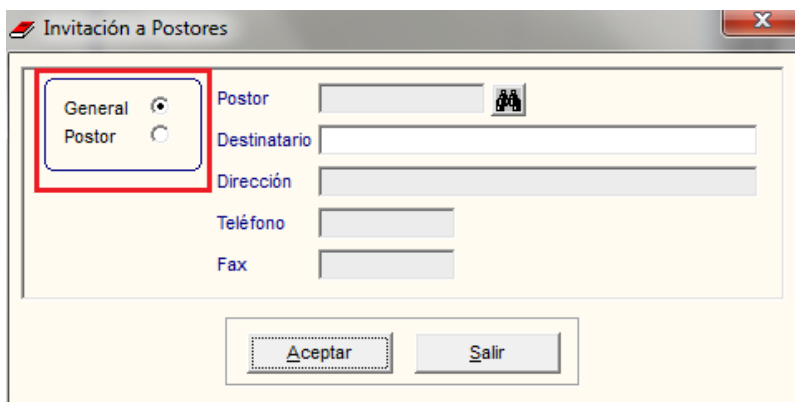 Invitación a Postores
General
Postor
Postor
Destinatario
Dirección
Teléfono
Fax
Aceptar
Salir